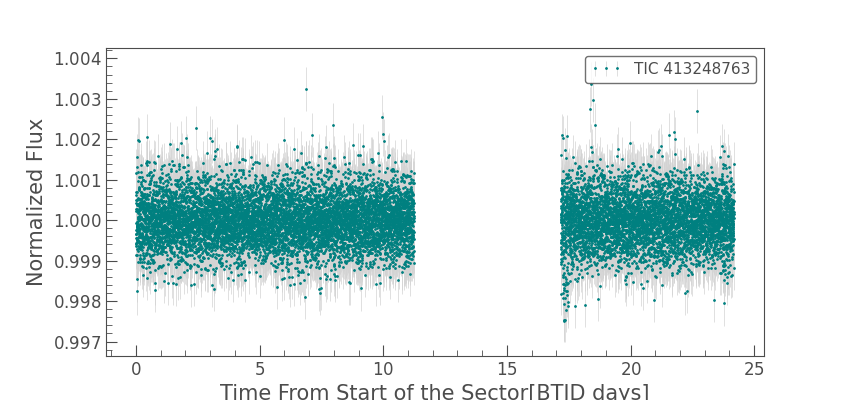 TIC 413248763
Normalized Flux
1.004
1.003
1.002
1.001
1.000
0.999
0.998
0.997
0 5 10 15 20 25
Time From Start of the Sector[BTJD days]